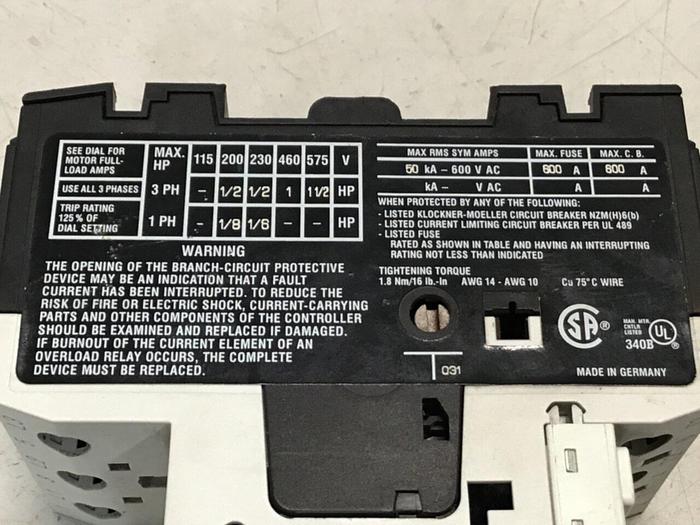 SEE DIAL FOR
MOTOR FULL-
LOAD AMPS
MAX. HP 115 200 230 460 575 V
USE ALL 3 PHASES 3 PH – 1/2 1/2 1 11/2 HP
TRIP RATING
125% OF
DIAL SETTING
1 PH – 1/8 1/6 – – HP
WARNING
THE OPENING OF THE BRANCH-CIRCUIT PROTECTIVE
DEVICE MAY BE AN INDICATION THAT A FAULT
CURRENT HAS BEEN INTERRUPTED. TO REDUCE THE
RISK OF FIRE OR ELECTRIC SHOCK, CURRENT-CARRYING
PARTS AND OTHER COMPONENTS OF THE CONTROLLER
SHOULD BE EXAMINED AND REPLACED IF DAMAGED.
IF BURNOUT OF THE CURRENT ELEMENT OF AN
OVERLOAD RELAY OCCURS, THE COMPLETE
DEVICE MUST BE REPLACED.
MAX RMS SYM AMPS MAX. FUSE MAX. C. B.
50 kA – 600 V AC 600 A 600 A
kA – V AC A A
WHEN PROTECTED BY ANY OF THE FOLLOWING:
- LISTED KLOCKNER-MOELLER CIRCUIT BREAKER NZM(H)6(b)
- LISTED CURRENT LIMITING CIRCUIT BREAKER PER UL 489
- LISTED FUSE
RATED AS SHOWN IN TABLE AND HAVING AN INTERRUPTING
RATING NOT LESS THAN INDICATED
TIGHTENING TORQUE
1.8 Nm/16 lb.-In AWG 14 – AWG 10 Cu 75° C WIRE
SA ®
MAN. MTR.
CNTLR
LISTED
340B
UL ®
031
MADE IN GERMANY